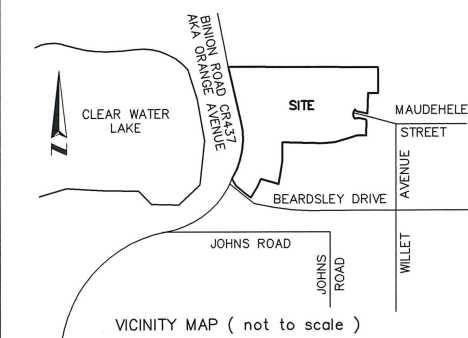 BINION ROAD CR437
AKA ORANGE AVENUE
CLEAR WATER
LAKE
N
SITE
MAUDEHELE
STREET
AVENUE
BEARDSLEY DRIVE
JOHNS ROAD
JOHNS
ROAD
WILLET
VICINITY MAP ( not to scale )